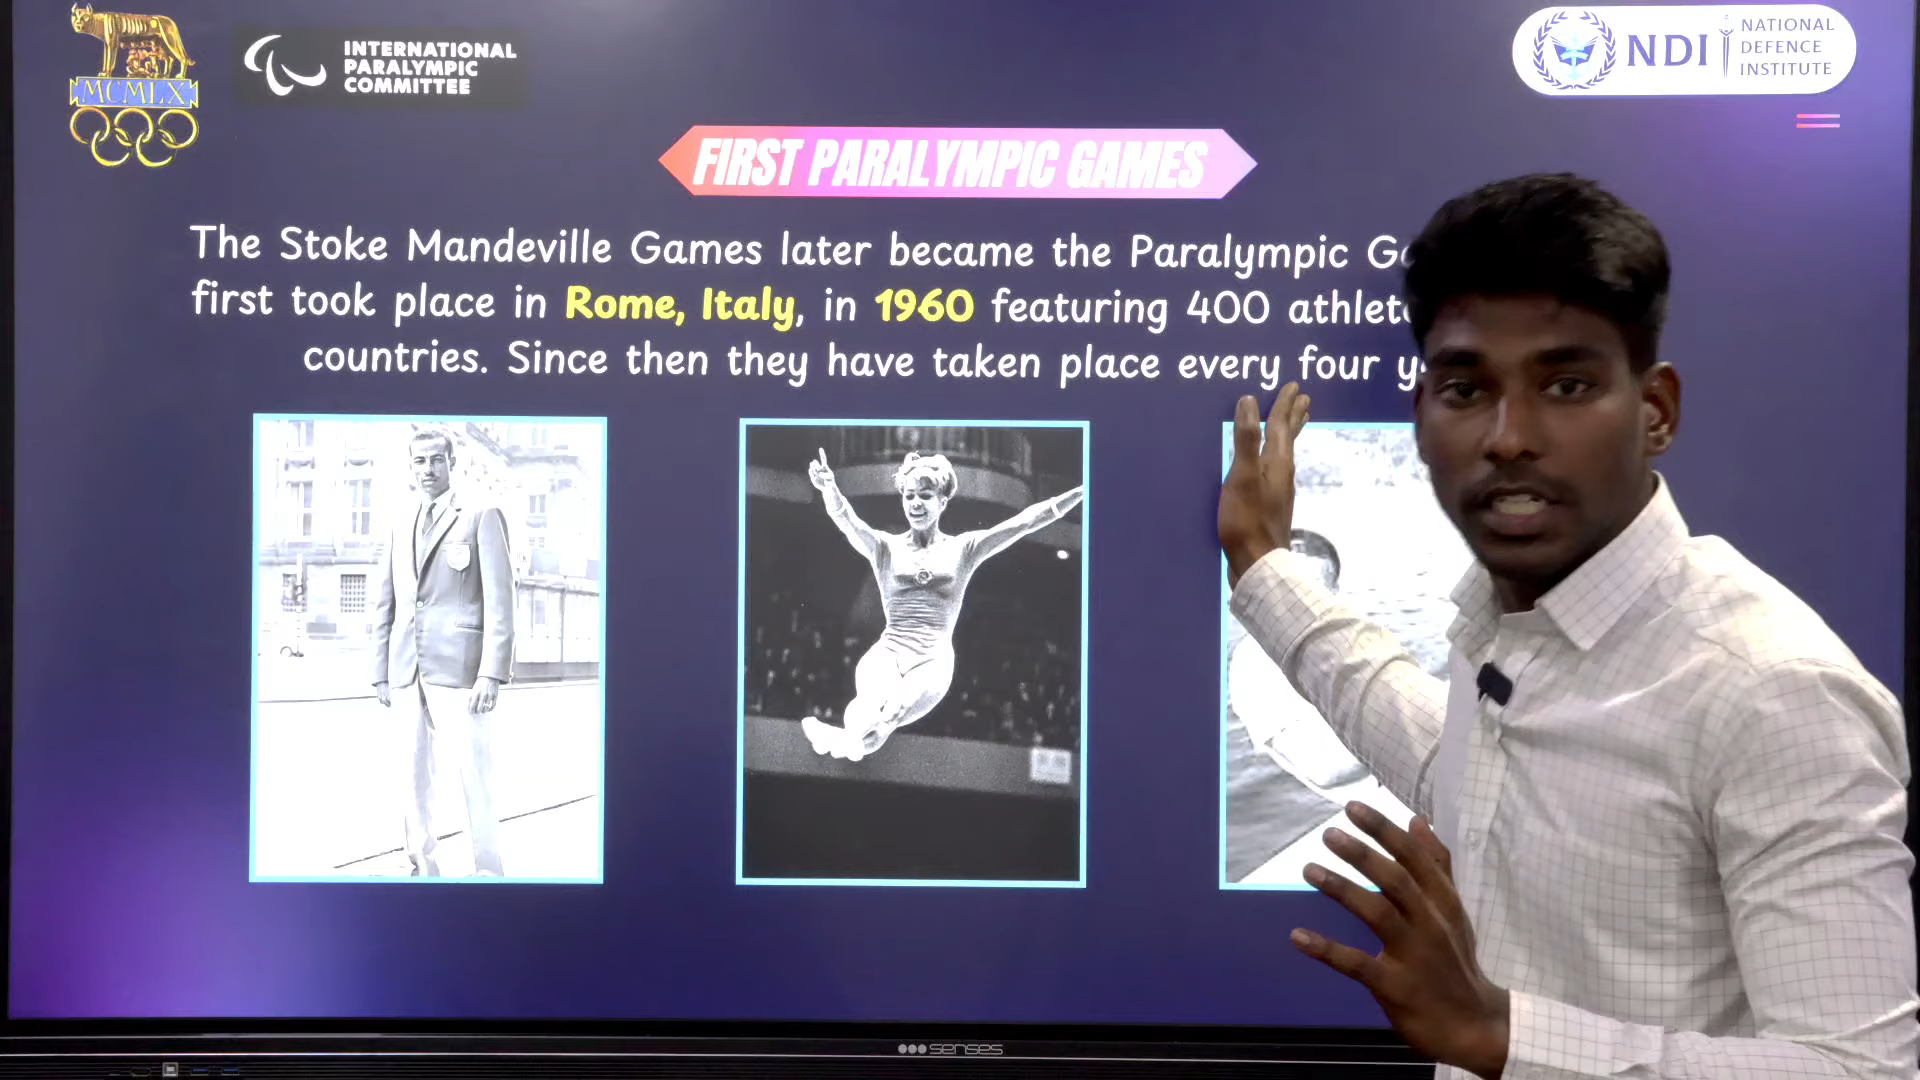 MCMLX
INTERNATIONAL
PARALYMPIC
COMMITTEE
NDI
NATIONAL
DEFENCE
INSTITUTE
FIRST PARALYMPIC GAMES
The Stoke Mandeville Games later became the Paralympic
first took place in Rome, Italy, in 1960 featuring 400
countries. Since then they have taken place every four
senses